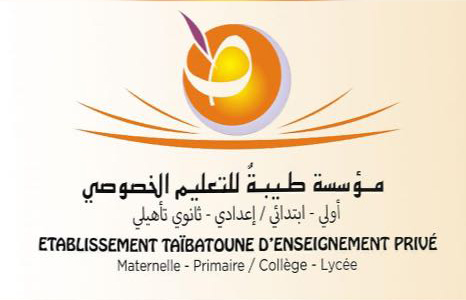 مؤسسة طيبةٌ للتعليم الخصوصي
أولي - ابتدائي / إعدادي - ثانوي تأهيلي
ETABLISSEMENT TAÏBATOUNE D'ENSEIGNEMENT PRIVÉ
Maternelle - Primaire / Collège - Lycée